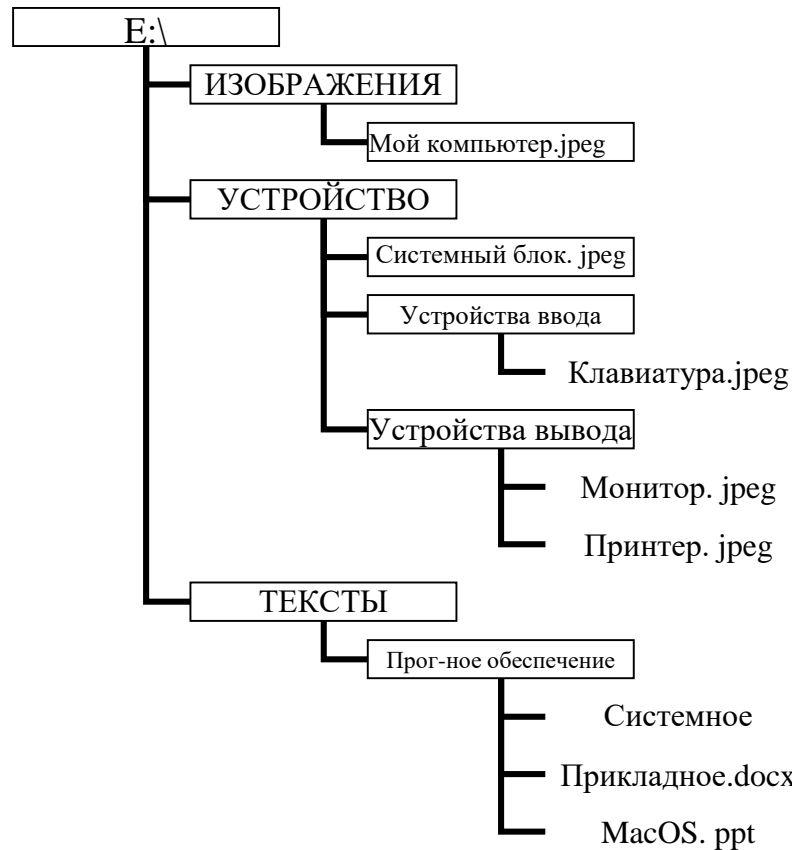 E:\
ИЗОБРАЖЕНИЯ
Мой компьютер.jpeg
УСТРОЙСТВО
Системный блок. jpeg
Устройства ввода
Клавиатура.jpeg
Устройства вывода
Монитор. jpeg
Принтер. jpeg
ТЕКСТЫ
Прог-ное обеспечение
Системное
Прикладное.docx
MacOS. ppt